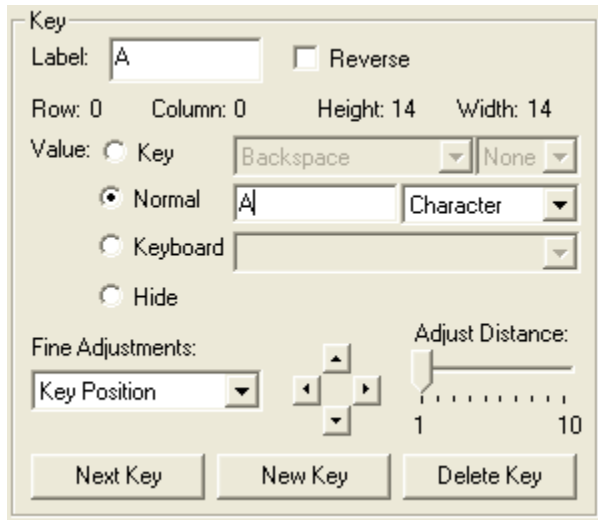 Key
Label: A Reverse
Row: 0 Column: 0 Height: 14 Width: 14
Value: Key Backspace None
Normal A Character
Keyboard
Hide
Fine Adjustments: Adjust Distance:
Key Position
1 10
Next Key New Key Delete Key